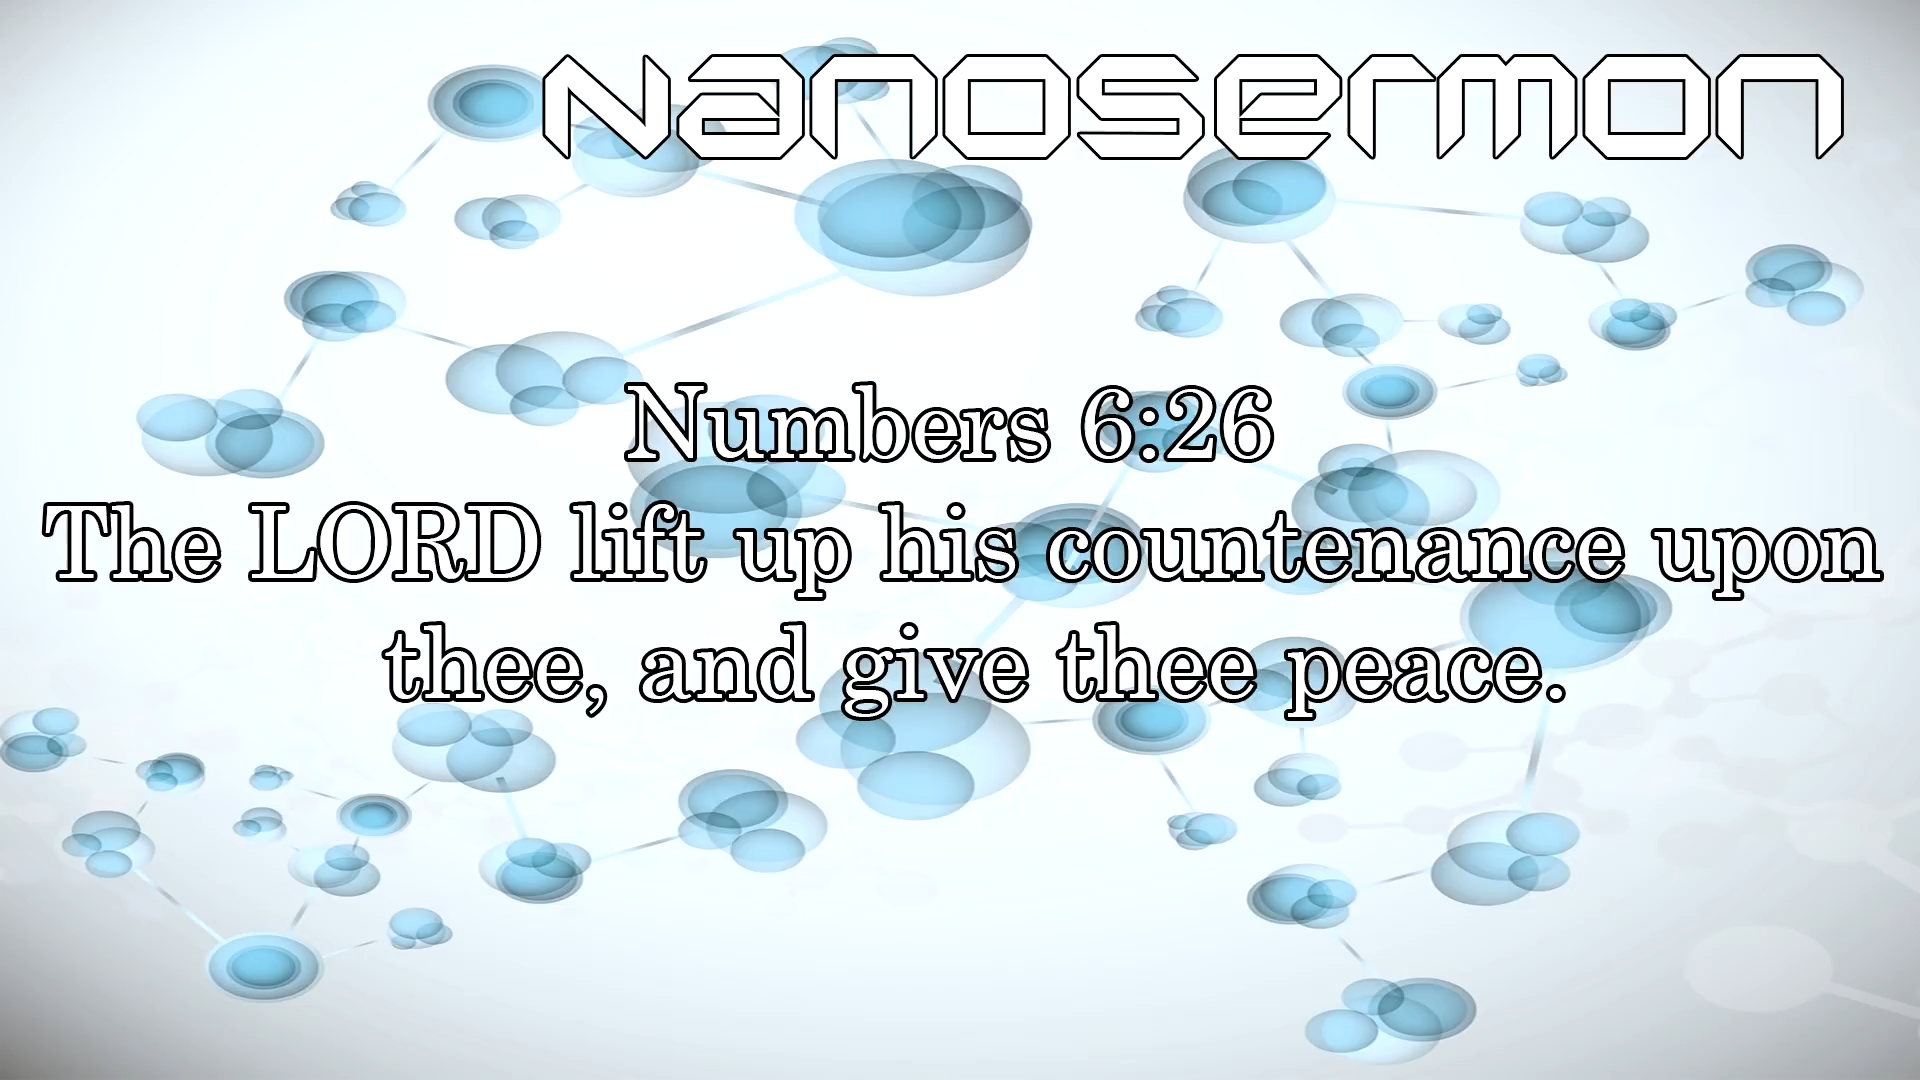 Nanosermon
Numbers 6:26
The LORD lift up his countenance upon
thee, and give thee peace.